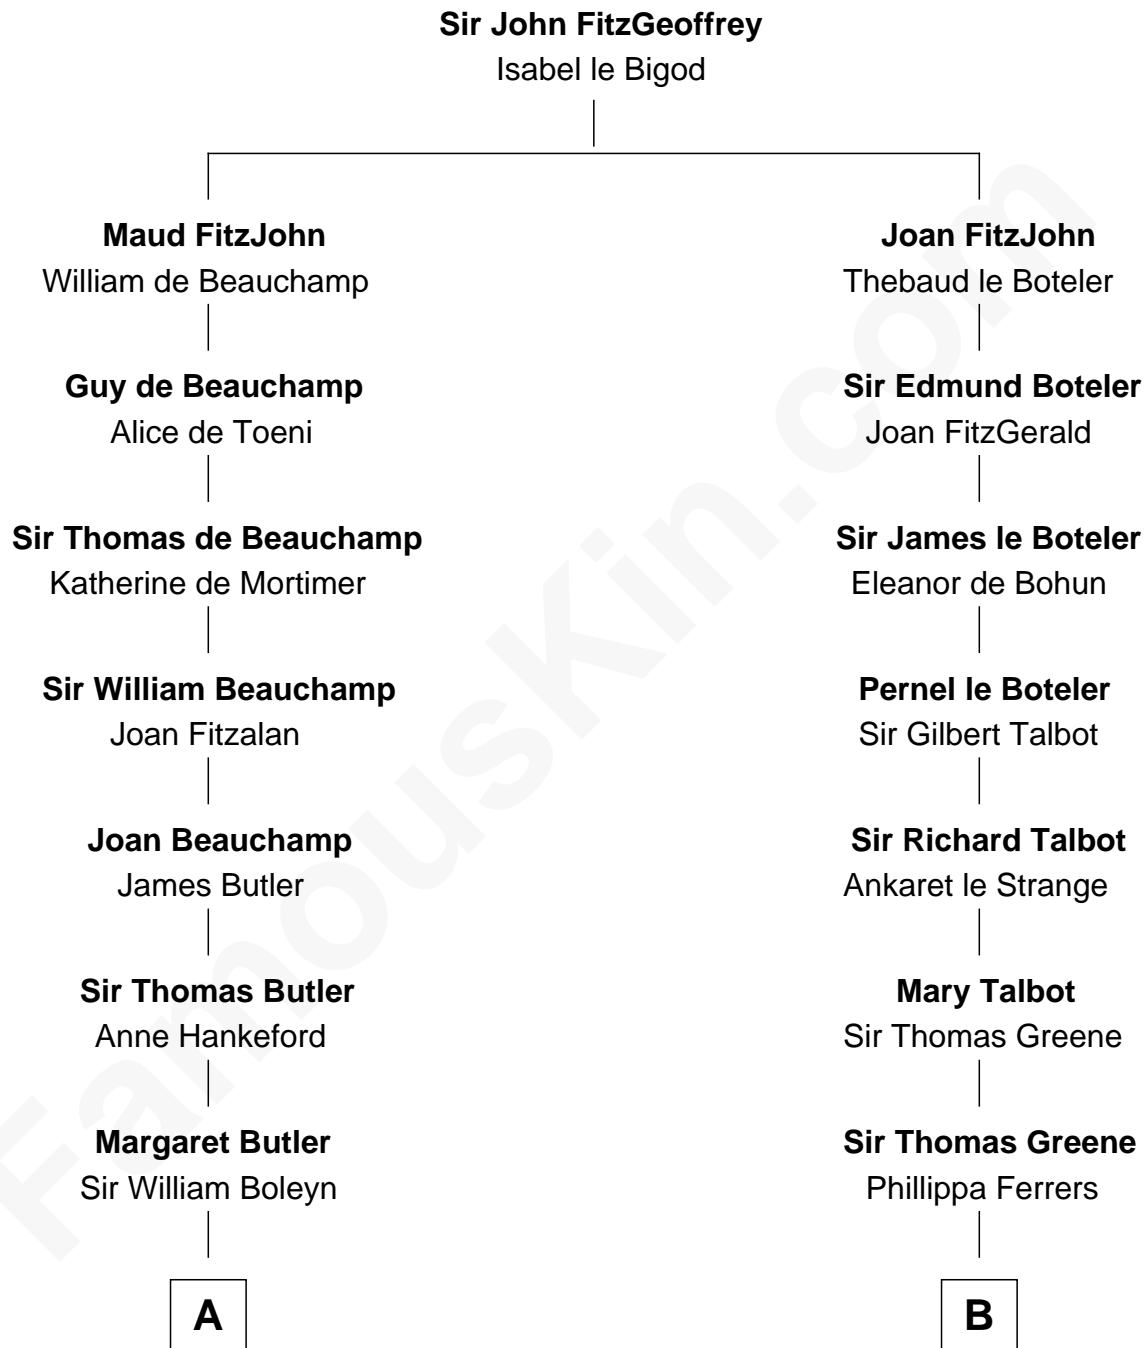 Sir John FitzGeoffrey
Isabel le Bigod
Maud FitzJohn
William de Beauchamp
Joan FitzJohn
Thebaud le Boteler
Guy de Beauchamp
Alice de Toeni
Sir Edmund Boteler
Joan FitzGerald
Sir Thomas de Beauchamp
Katherine de Mortimer
Sir James le Boteler
Eleanor de Bohun
Sir William Beauchamp
Joan Fitzalan
Pernel le Boteler
Sir Gilbert Talbot
Joan Beauchamp
James Butler
Sir Richard Talbot
Ankaret le Strange
Sir Thomas Butler
Anne Hankeford
Mary Talbot
Sir Thomas Greene
Margaret Butler
Sir William Boleyn
Sir Thomas Greene
Phillippa Ferrers
A
B
FamousKin.com